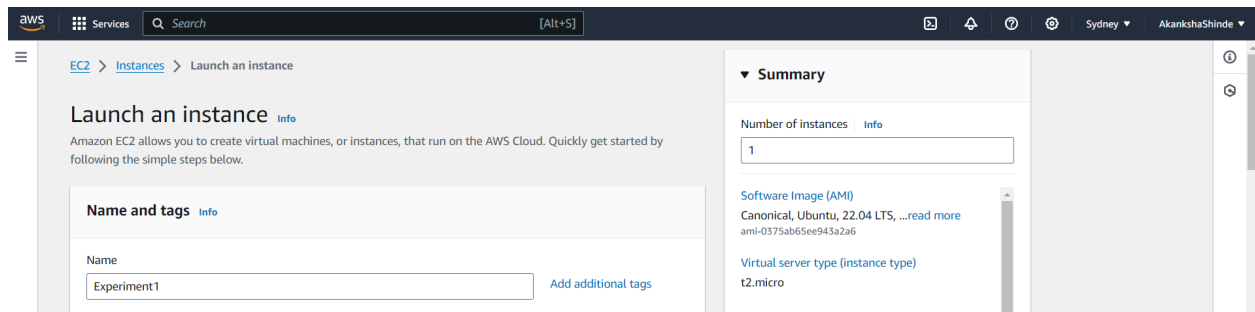 aws
Services
Search
[Alt+S]
Sydney
AkankshaShinde
EC2
Instances
Launch an instance
Launch an instance Info
Amazon EC2 allows you to create virtual machines, or instances, that run on the AWS Cloud. Quickly get started by
following the simple steps below.
Name and tags Info
Name
Experiment1
Add additional tags
Summary
Number of instances Info
1
Software Image (AMI)
Canonical, Ubuntu, 22.04 LTS, ...read more
ami-0375ab65ee943a2a6
Virtual server type (instance type)
t2.micro